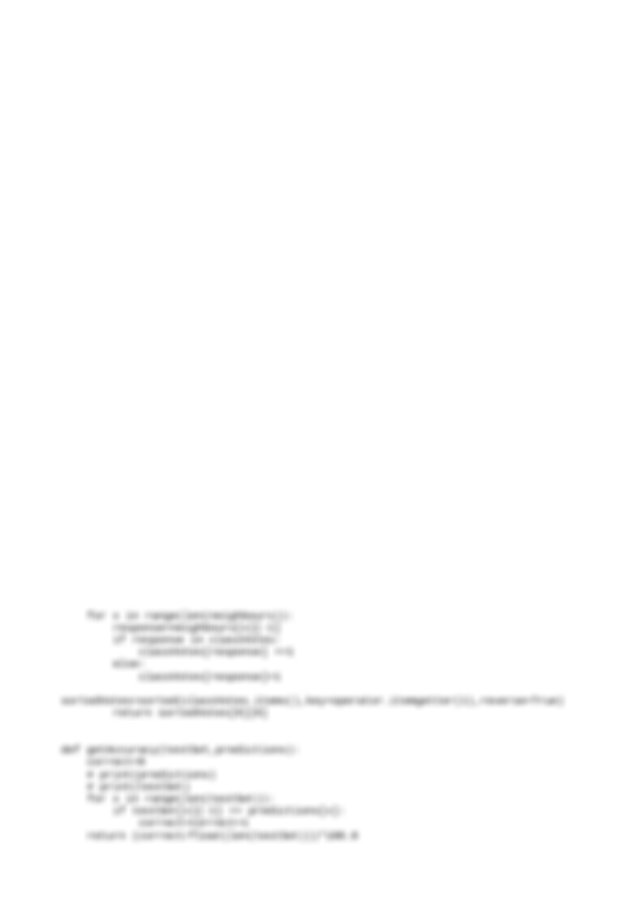 for x in range(len(neighbours)):
response=neighbours[x][-1]
if response in classVotes:
classVotes[response] +=1
else:
classVotes[response]=1
sortedVotes=sorted(classVotes.items(),key=operator.itemgetter(1),reverse=True)
return sortedVotes[0][0]
def getAccuracy(testSet,predictions):
correct=0
# print(predictions)
# print(testSet)
for x in range(len(testSet)):
if testSet[x][-1] == predictions[x]:
correct=correct+1
return (correct/float(len(testSet)))*100.0